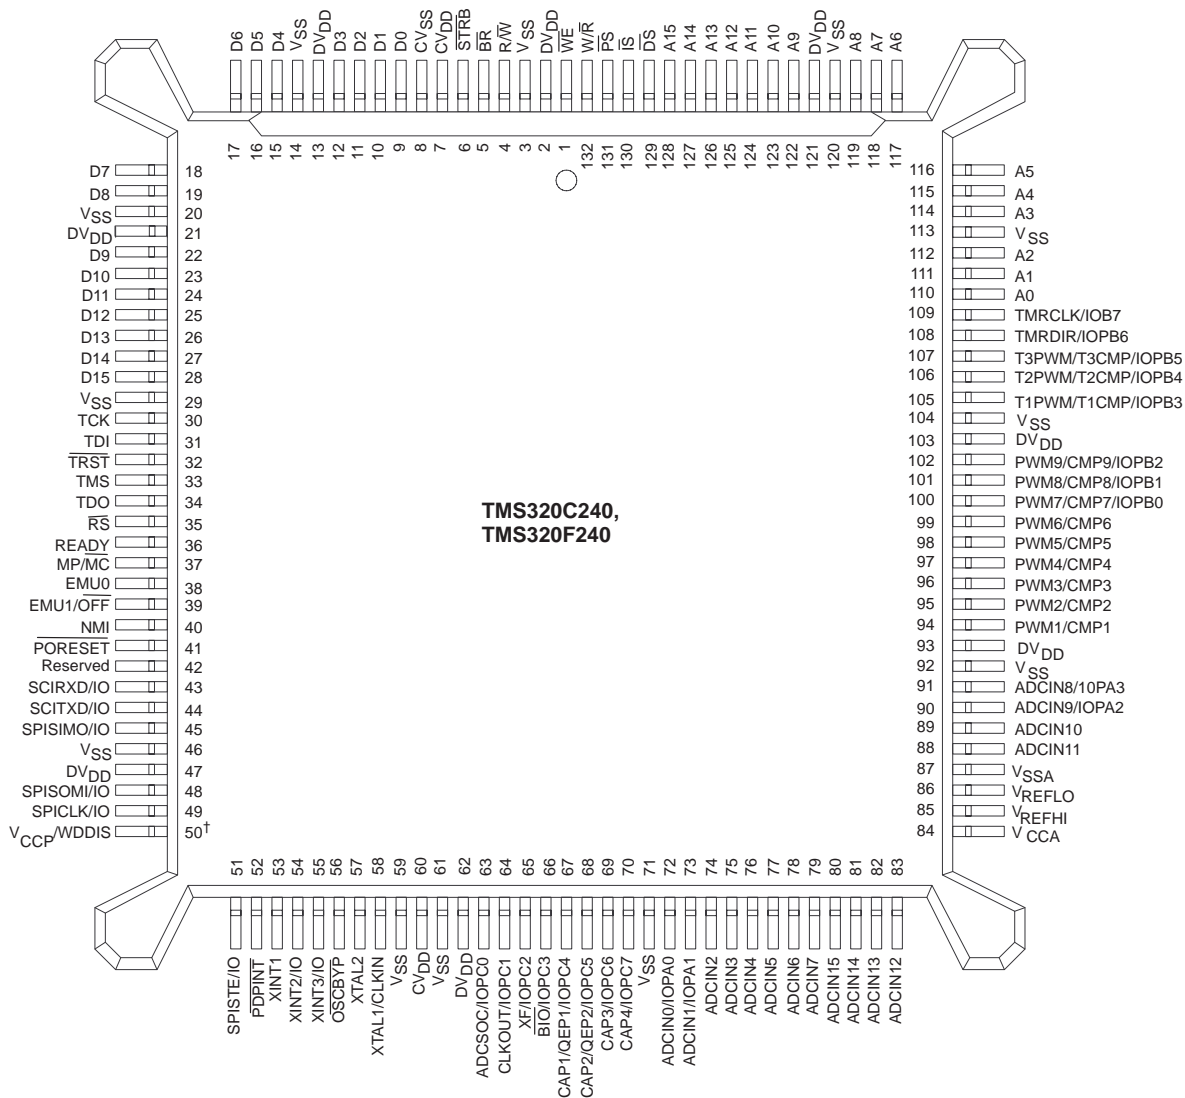 D6 D5 D4 VSS DVDD D3 D2 D1 D0 CVSS CVDD STRB BR R/W VSS DVDD WE W/R PS IS DS A15 A14 A13 A12 A11 A10 A9 DVDD VSS A8 A7 A6
17 16 15 14 13 12 11 10 9 8 7 6 5 4 3 2 1 132 131 130 129 128 127 126 125 124 123 122 121 120 119 118 117
D7 18 116 A5
D8 19 115 A4
VSS 20 114 A3
DVDD 21 113 VSS
D9 22 112 A2
D10 23 111 A1
D11 24 110 A0
D12 25 109 TMRCLK/IOB7
D13 26 108 TMRDIR/IOPB6
D14 27 107 T3PWM/T3CMP/IOPB5
D15 28 106 T2PWM/T2CMP/IOPB4
VSS 29 105 T1PWM/T1CMP/IOPB3
TCK 30 104 VSS
TDI 31 103 DVDD
TRST 32 102 PWM9/CMP9/IOPB2
TMS 33 101 PWM8/CMP8/IOPB1
TDO 34 100 PWM7/CMP7/IOPB0
TMS320C240,
TMS320F240
RS 35 99 PWM6/CMP6
READY 36 98 PWM5/CMP5
MP/MC 37 97 PWM4/CMP4
EMU0 38 96 PWM3/CMP3
EMU1/OFF 39 95 PWM2/CMP2
NMI 40 94 PWM1/CMP1
PORESET 41 93 DVDD
Reserved 42 92 VSS
SCIRXD/IO 43 91 ADCIN8/10PA3
SCITXD/IO 44 90 ADCIN9/IOPA2
SPISIMO/IO 45 89 ADCIN10
VSS 46 88 ADCIN11
DVDD 47 87 VSSA
SPISOMI/IO 48 86 VREFLO
SPICLK/IO 49 85 VREFHI
VCCP/WDDIS 50† 84 VCCA
51 52 53 54 55 56 57 58 59 60 61 62 63 64 65 66 67 68 69 70 71 72 73 74 75 76 77 78 79 80 81 82 83
SPISTE/IO PDPINT XINT1 XINT2/IO XINT3/IO OSCBYP XTAL2 XTAL1/CLKIN VSS CVDD VSS DVDD ADCSOC/IOPC0 CLKOUT/IOPC1 XF/IOPC2 BIO/IOPC3 CAP1/QEP1/IOPC4 CAP2/QEP2/IOPC5 CAP3/IOPC6 CAP4/IOPC7 VSS ADCIN0/IOPA0 ADCIN1/IOPA1 ADCIN2 ADCIN3 ADCIN4 ADCIN5 ADCIN6 ADCIN7 ADCIN15 ADCIN14 ADCIN13 ADCIN12